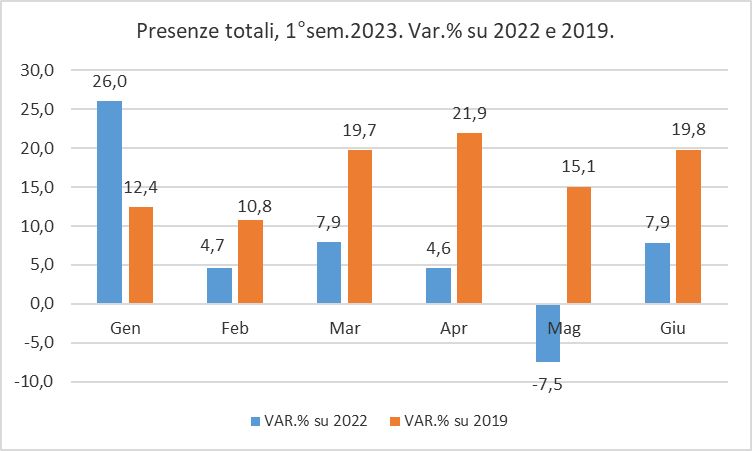 Presenze totali, 1°sem.2023. Var.% su 2022 e 2019.
30,0
25,0
20,0
15,0
10,0
5,0
0,0
-5,0
-10,0
26,0
12,4
4,7
10,8
7,9
19,7
4,6
21,9
-7,5
15,1
7,9
19,8
Gen
Feb
Mar
Apr
Mag
Giu
VAR.% su 2022
VAR.% su 2019